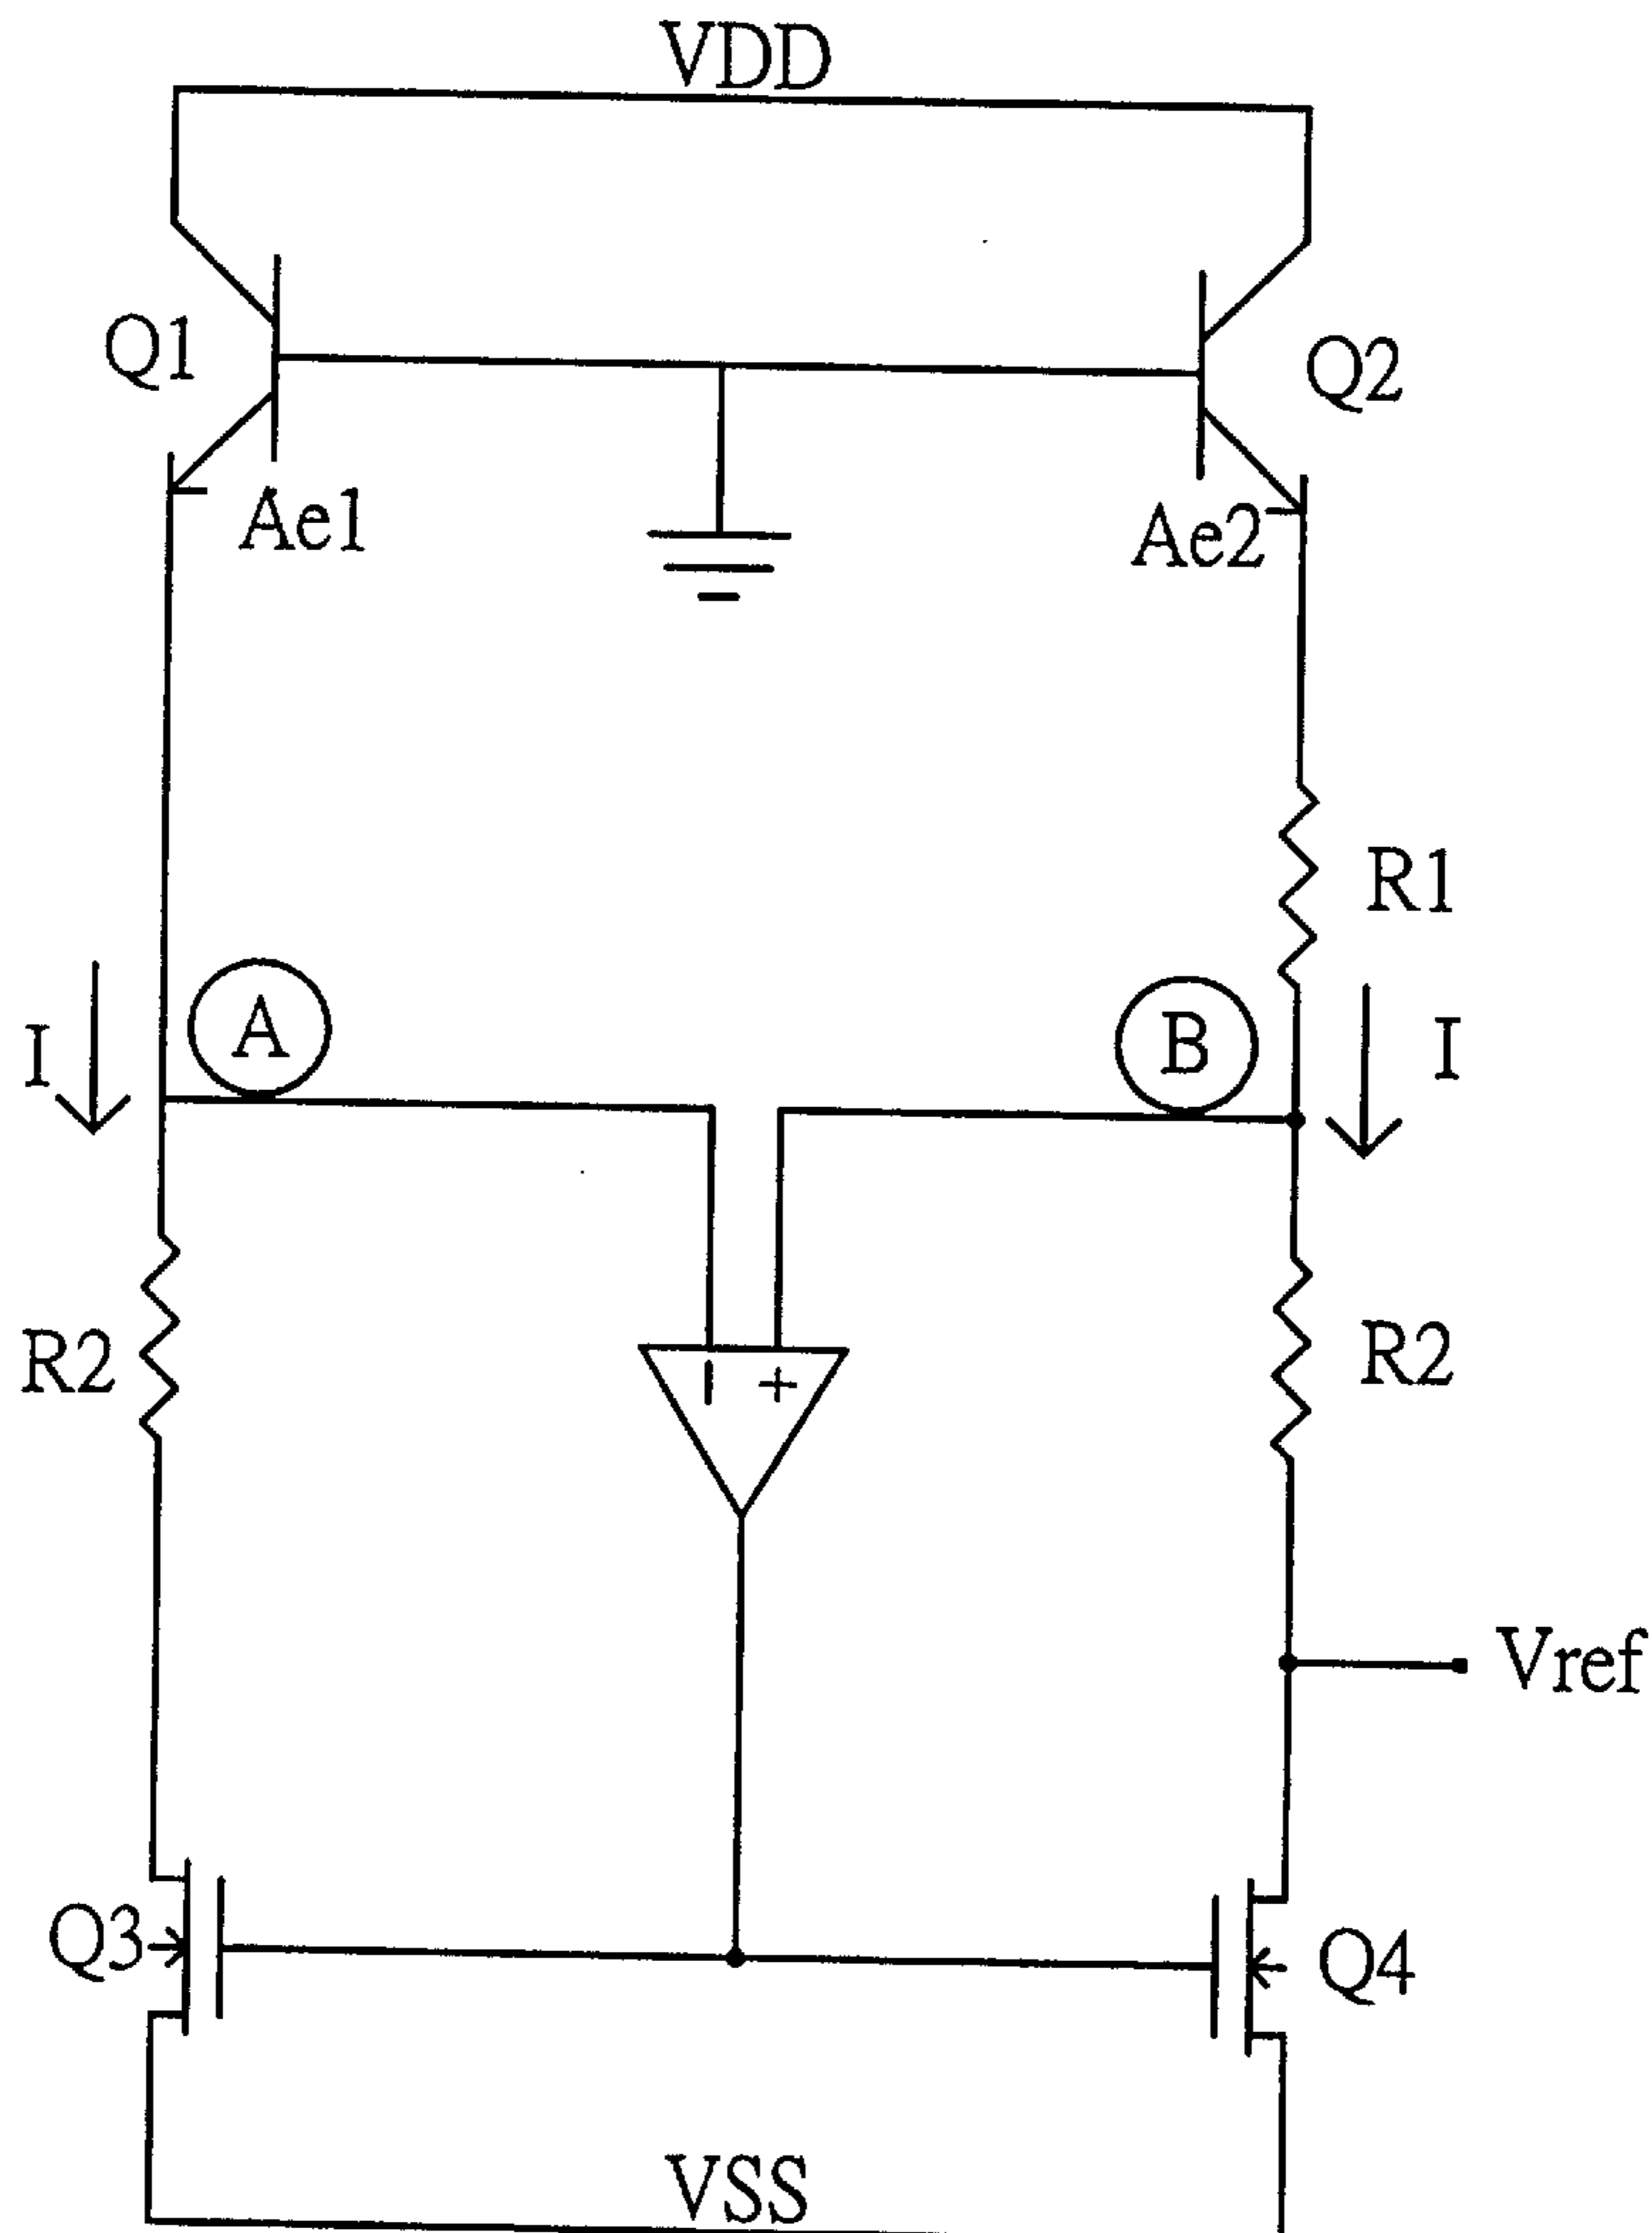 VDD
Q1
Q2
Ae1
Ae2
R1
I
A
B
I
R2
- +
R2
Vref
Q3
Q4
VSS